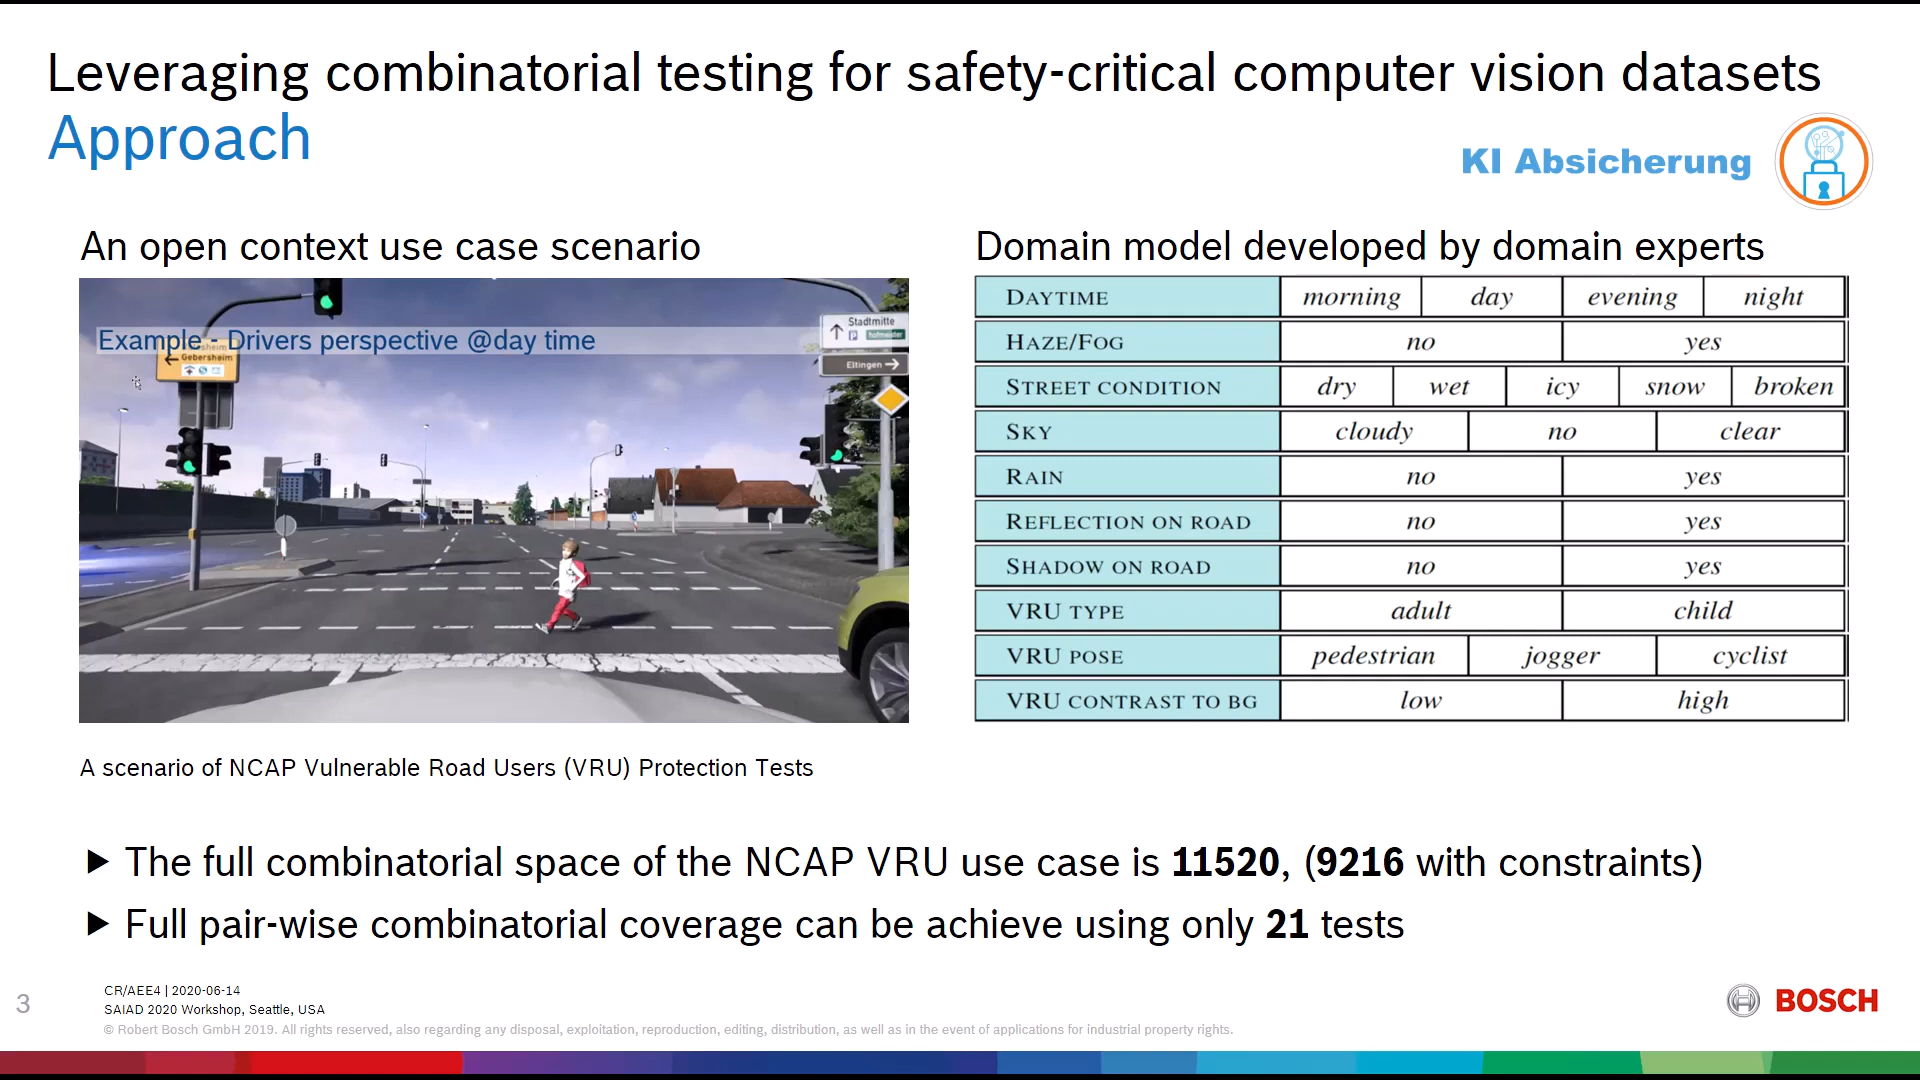 Leveraging combinatorial testing for safety-critical computer vision datasets
Approach
KI Absicherung
An open context use case scenario
Example - Drivers perspective @day time
Gebersheim
Stadtmitte
P
Eltingen
A scenario of NCAP Vulnerable Road Users (VRU) Protection Tests
Domain model developed by domain experts
DAYTIME morning day evening night
HAZE/FOG no yes
STREET CONDITION dry wet icy snow broken
SKY cloudy no clear
RAIN no yes
REFLECTION ON ROAD no yes
SHADOW ON ROAD no yes
VRU TYPE adult child
VRU POSE pedestrian jogger cyclist
VRU CONTRAST TO BG low high
The full combinatorial space of the NCAP VRU use case is 11520, (9216 with constraints)
Full pair-wise combinatorial coverage can be achieve using only 21 tests
3
CR/AEE4 | 2020-06-14
SAIAD 2020 Workshop, Seattle, USA
© Robert Bosch GmbH 2019. All rights reserved, also regarding any disposal, exploitation, reproduction, editing, distribution, as well as in the event of applications for industrial property rights.
BOSCH